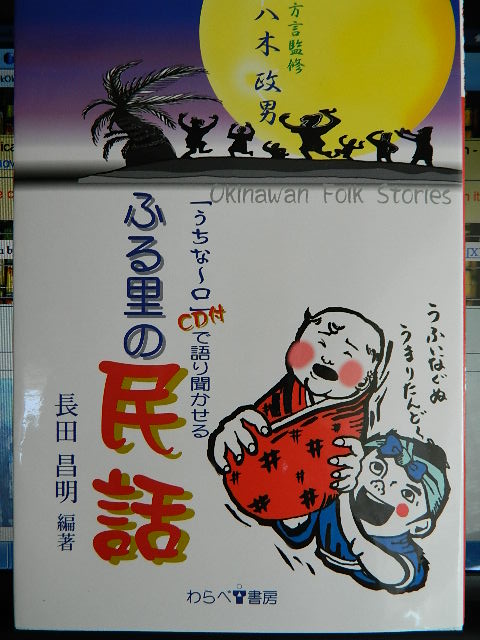 方言監修
八木政男
Okinawan Folk Stories
「うちな～口」で語り聞かせる
CD付
ふる里の
民話
長田昌明 編著
うふいなぐぬ
うまりたんど～
わらべ書房